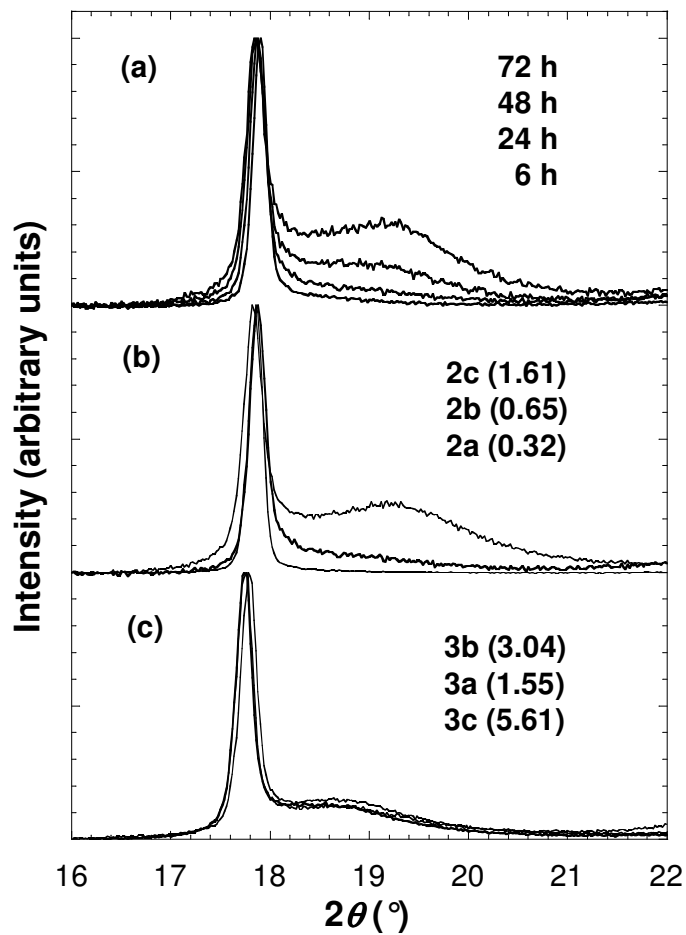 Intensity (arbitrary units)
(a)
72 h
48 h
24 h
6 h
(b)
2c (1.61)
2b (0.65)
2a (0.32)
(c)
3b (3.04)
3a (1.55)
3c (5.61)
16 17 18 19 20 21 22
2θ (°)